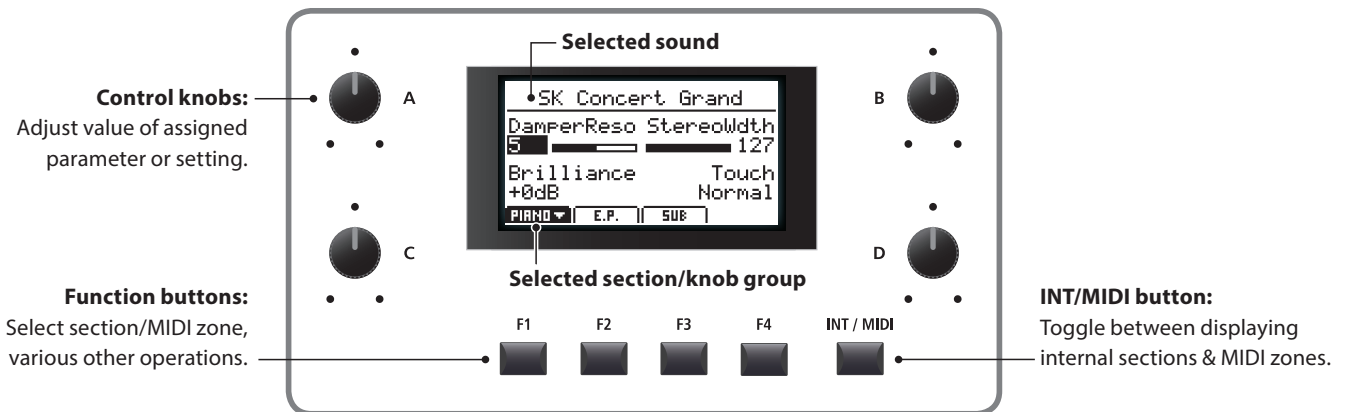 Selected sound
Control knobs:
Adjust value of assigned
parameter or setting.
A
B
SK Concert Grand
DamperReso StereoWdth
5 127
Brilliance Touch
+0dB Normal
PIANO E.P. SUB
C
D
Selected section/knob group
Function buttons:
Select section/MIDI zone,
various other operations.
F1 F2 F3 F4 INT / MIDI
INT/MIDI button:
Toggle between displaying
internal sections & MIDI zones.